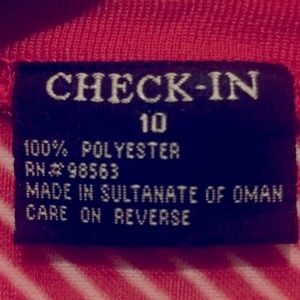 CHECK-IN
10
100% POLYESTER
RN# 98563
MADE IN SULTANATE OF OMAN
CARE ON REVERSE